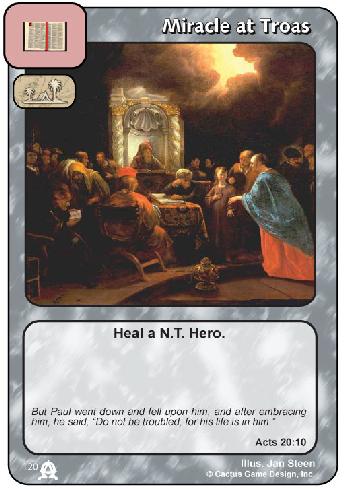 Miracle at Troas
Heal a N.T. Hero.
But Paul went down and fell upon him, and after embracing
him, he said, "Do not be troubled, for his life is in him."
Acts 20:10
Illus. Jan Steen
20
© Cactus Game Design, Inc.